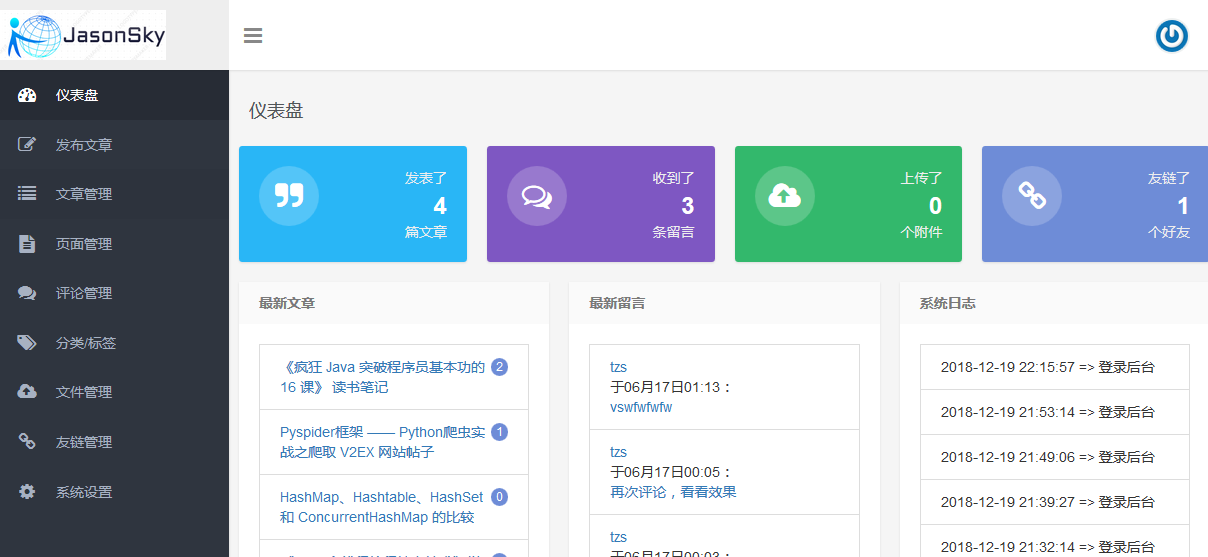 JasonSky
仪表盘
发布文章
文章管理
页面管理
评论管理
分类/标签
文件管理
友链管理
系统设置
仪表盘
发表了
4
篇文章
收到了
3
条留言
上传了
0
个附件
友链了
1
个好友
最新文章
《疯狂 Java 突破程序员基本功的 2
16 课》 读书笔记
Pyspider框架 —— Python爬虫实 1
战之爬取 V2EX 网站帖子
HashMap、Hashtable、HashSet 0
和 ConcurrentHashMap 的比较
最新留言
tzs
于06月17日01:13：
vswfwfwfw
tzs
于06月17日00:05：
再次评论，看看效果
tzs
于06月17日00:03：
系统日志
2018-12-19 22:15:57 => 登录后台
2018-12-19 21:53:14 => 登录后台
2018-12-19 21:49:06 => 登录后台
2018-12-19 21:39:27 => 登录后台
2018-12-19 21:32:14 => 登录后台